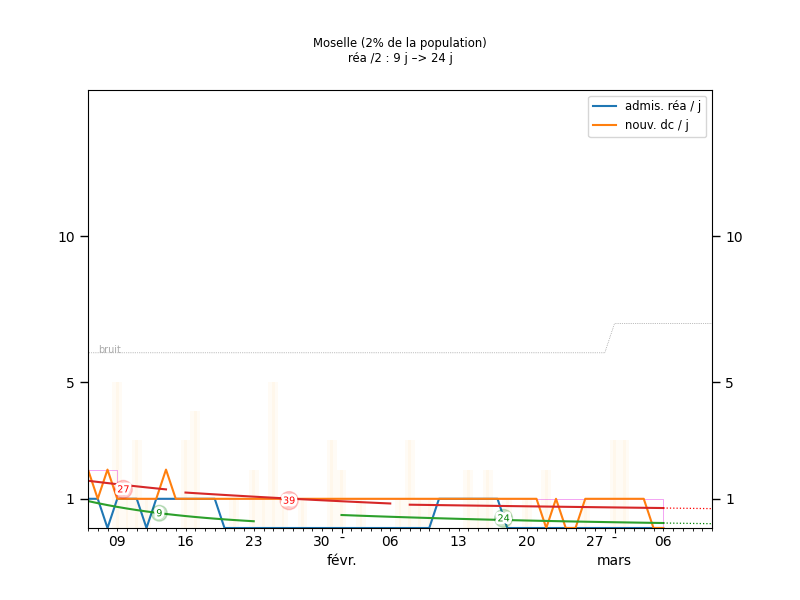 Moselle (2% de la population)
réa /2 : 9 j –> 24 j
admis. réa / j
nouv. dc / j
10 10
bruit
5 5
27
39
1 1
9
24
09 16 23 30 - 06 13 20 27 - 06
févr. mars